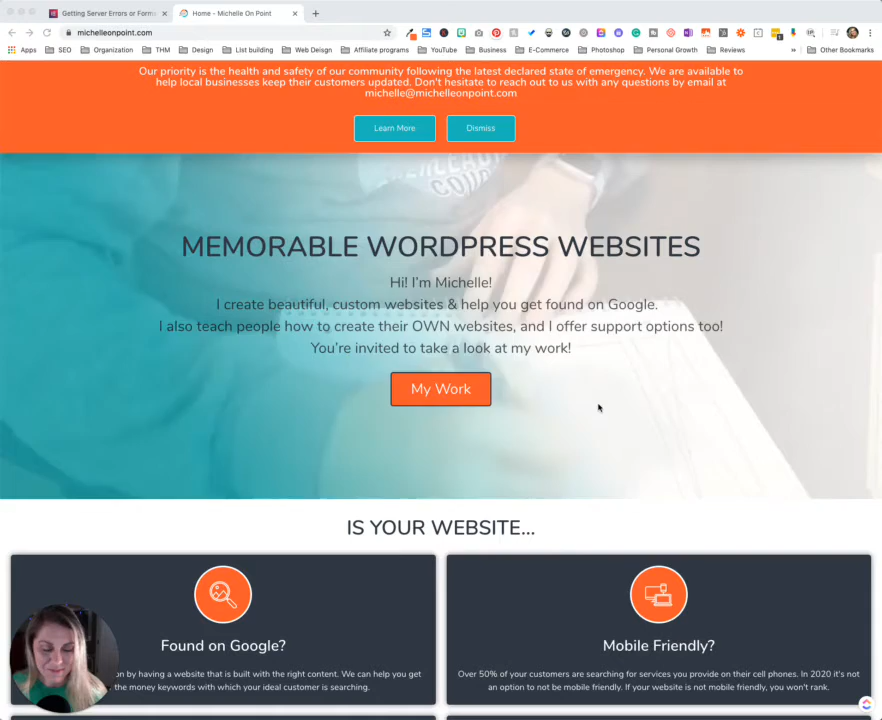 Getting Server Errors or Forms
Home - Michelle On Point
michelleonpoint.com
Apps SEO Organization THM Design List building Web Deisgn Affiliate programs YouTube Business E-Commerce Photoshop Personal Growth Reviews » Other Bookmarks
Our priority is the health and safety of our community following the latest declared state of emergency. We are available to
help local businesses keep their customers updated. Don't hesitate to reach out to us with any questions by email at
michelle@michelleonpoint.com
Learn More
Dismiss
MEMORABLE WORDPRESS WEBSITES
Hi! I'm Michelle!
I create beautiful, custom websites & help you get found on Google.
I also teach people how to create their OWN websites, and I offer support options too!
You're invited to take a look at my work!
My Work
IS YOUR WEBSITE...
Found on Google?
on by having a website that is built with the right content. We can help you get
the money keywords with which your ideal customer is searching.
Mobile Friendly?
Over 50% of your customers are searching for services you provide on their cell phones. In 2020 it's not
an option to not be mobile friendly. If your website is not mobile friendly, you won't rank.